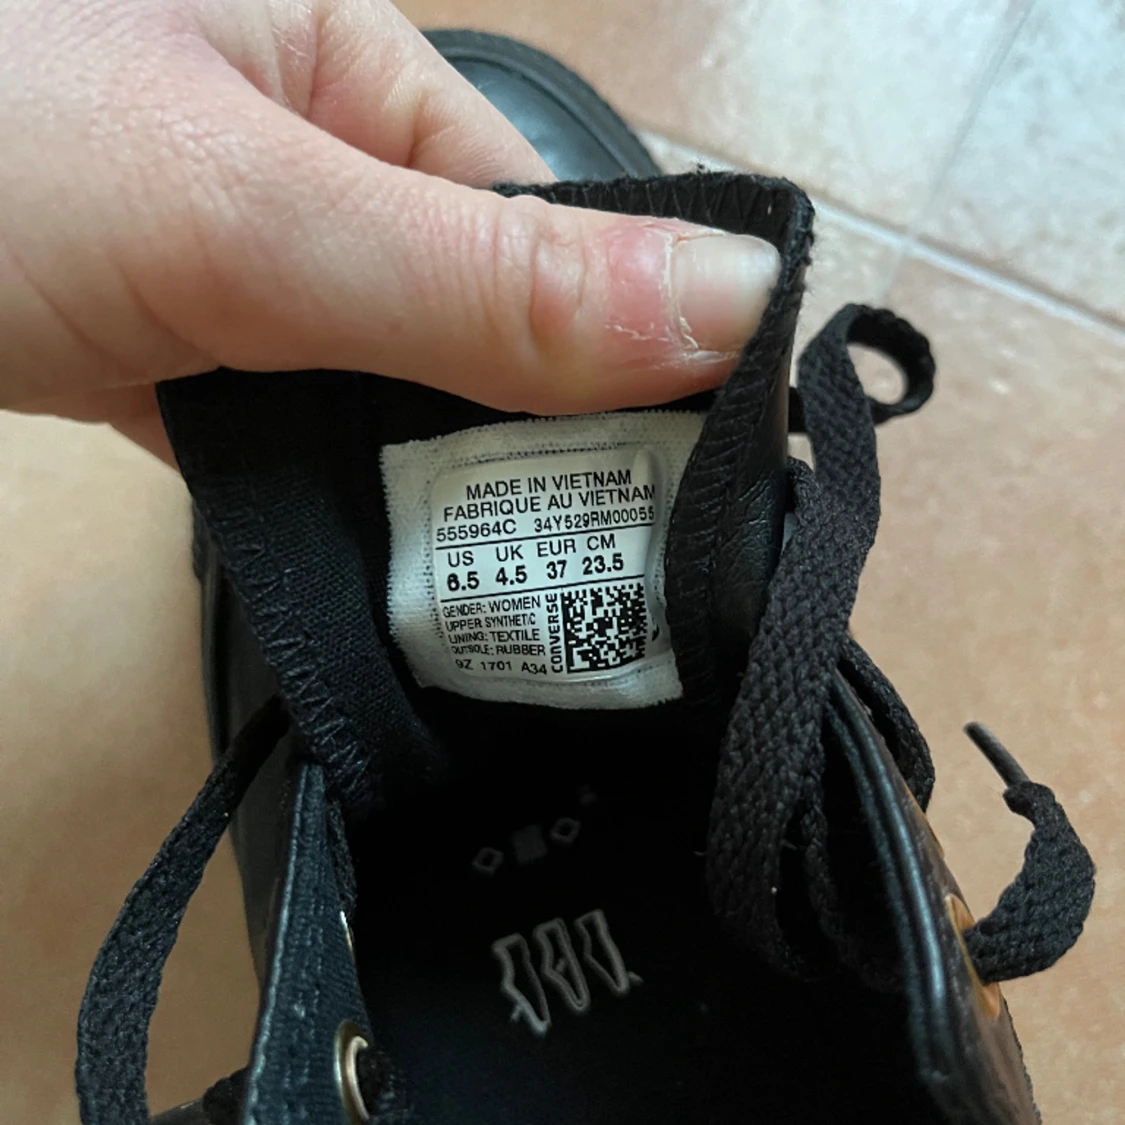 MADE IN VIETNAM
FABRIQUE AU VIETNAM
555964C 34Y529RM00055
US UK EUR CM
6.5 4.5 37 23.5
GENDER: WOMEN
UPPER SYNTHETIC
LINING: TEXTILE
OUTSOLE: RUBBER
9Z 1701 A34
CONVERSE